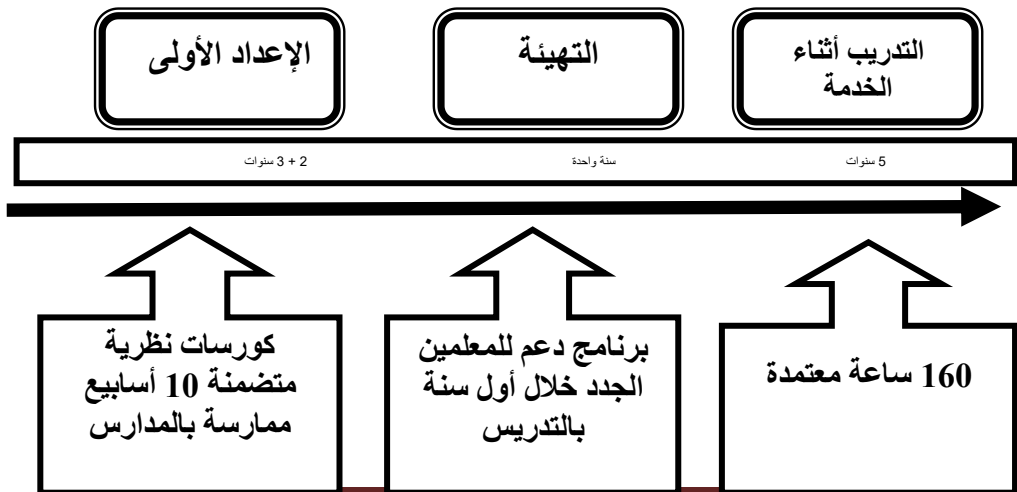 الإعداد الأولى
التهيئة
التدريب أثناء
الخدمة
2 + 3 سنوات
سنة واحدة
5 سنوات
كورسات نظرية
متضمنة 10 أسابيع
ممارسة بالمدارس
برنامج دعم للمعلمين
الجدد خلال أول سنة
بالتدريس
160 ساعة معتمدة